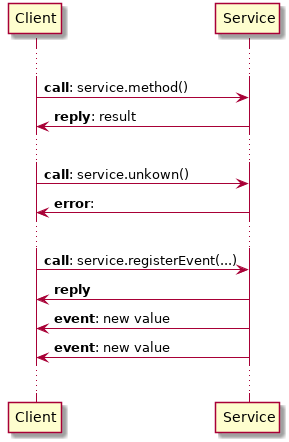 Client Service
call: service.method()
reply: result
call: service.unkown()
error:
call: service.registerEvent(...)
reply
event: new value
event: new value
Client Service